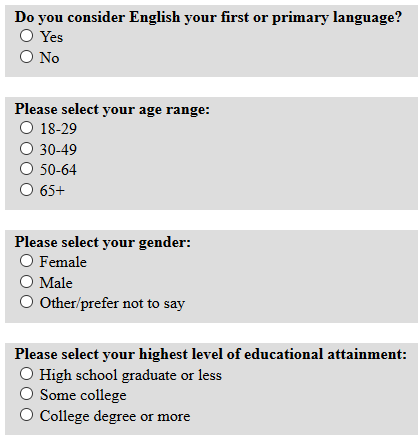 Do you consider English your first or primary language?
Yes
No
Please select your age range:
18-29
30-49
50-64
65+
Please select your gender:
Female
Male
Other/prefer not to say
Please select your highest level of educational attainment:
High school graduate or less
Some college
College degree or more